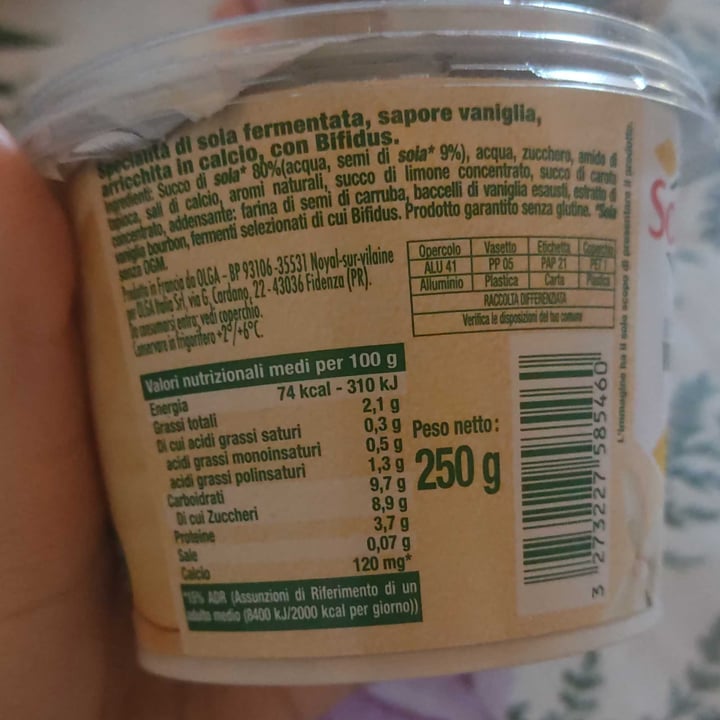 Specialità di soia fermentata, sapore vaniglia,
arricchita in calcio, con Bifidus.
Ingredienti: Succo di soia* 80%(acqua, semi di soia* 9%), acqua, zucchero, amido di
tapioca, sali di calcio, aromi naturali, succo di limone concentrato, succo di carota
concentrato, addensante: farina di semi di carruba, baccelli di vaniglia esausti, estratto di
vaniglia bourbon, fermenti selezionati di cui Bifidus. Prodotto garantito senza glutine. *Soia
senza OGM.
Prodotto in Francia da OLGA - BP 93106 -35531 Noyal-sur-vilaine
per OLGA Italia Srl, via G. Cardano, 22 - 43036 Fidenza (PR).
Da consumarsi entro: vedi coperchio.
Conservare in frigorifero +2°/+6°C.
Opercolo Vasetto Etichetta Coperchio
ALU 41 PP 05 PAP 21 PET 1
Alluminio Plastica Carta Plastica
RACCOLTA DIFFERENZIATA
Verifica le disposizioni del tuo comune
L'immagine ha il solo scopo di presentare il prodotto.
So
Valori nutrizionali medi per 100 g
Energia 74 kcal - 310 kJ
Grassi totali 2,1 g
Di cui acidi grassi saturi 0,3 g
acidi grassi monoinsaturi 0,5 g
acidi grassi polinsaturi 1,3 g
Carboidrati 9,7 g
Di cui Zuccheri 8,9 g
Proteine 3,7 g
Sale 0,07 g
Calcio 120 mg*
*15% ADR (Assunzioni di Riferimento di un
adulto medio (8400 kJ/2000 kcal per giorno))
Peso netto:
250 g
3 273227 585460